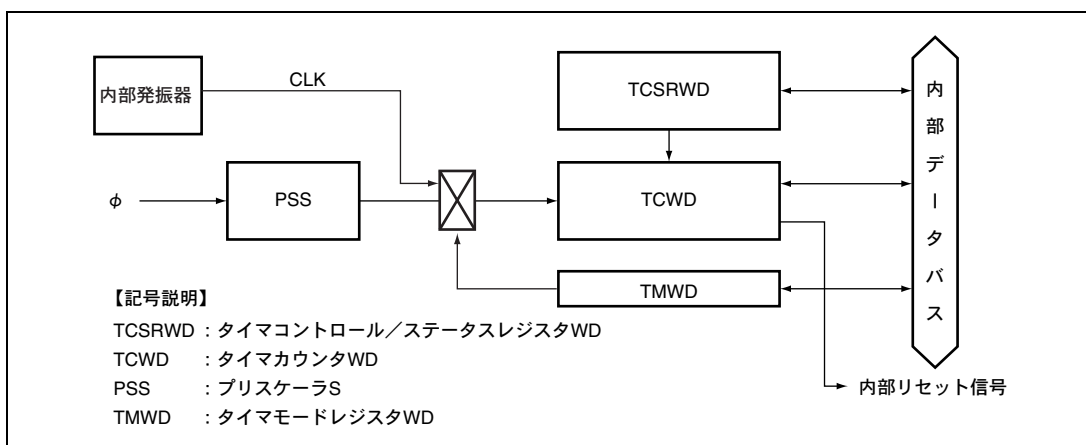 内部発振器
CLK
TCSRWD
φ
PSS
TCWD
TMWD
内部データバス
内部リセット信号
【記号説明】
TCSRWD：タイマコントロール／ステータスレジスタWD
TCWD ：タイマカウンタWD
PSS ：プリスケーラS
TMWD ：タイマモードレジスタWD